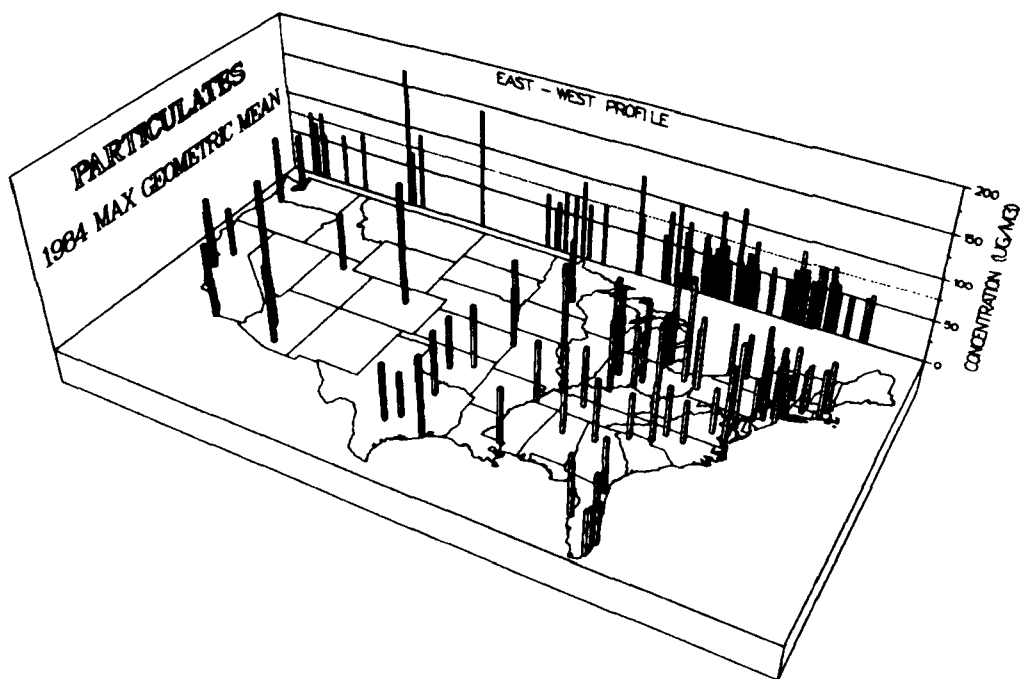 PARTICULATES
1984 MAX GEOMETRIC MEAN
EAST - WEST PROFILE
200
150
100
50
0
CONCENTRATION (UG/M3)